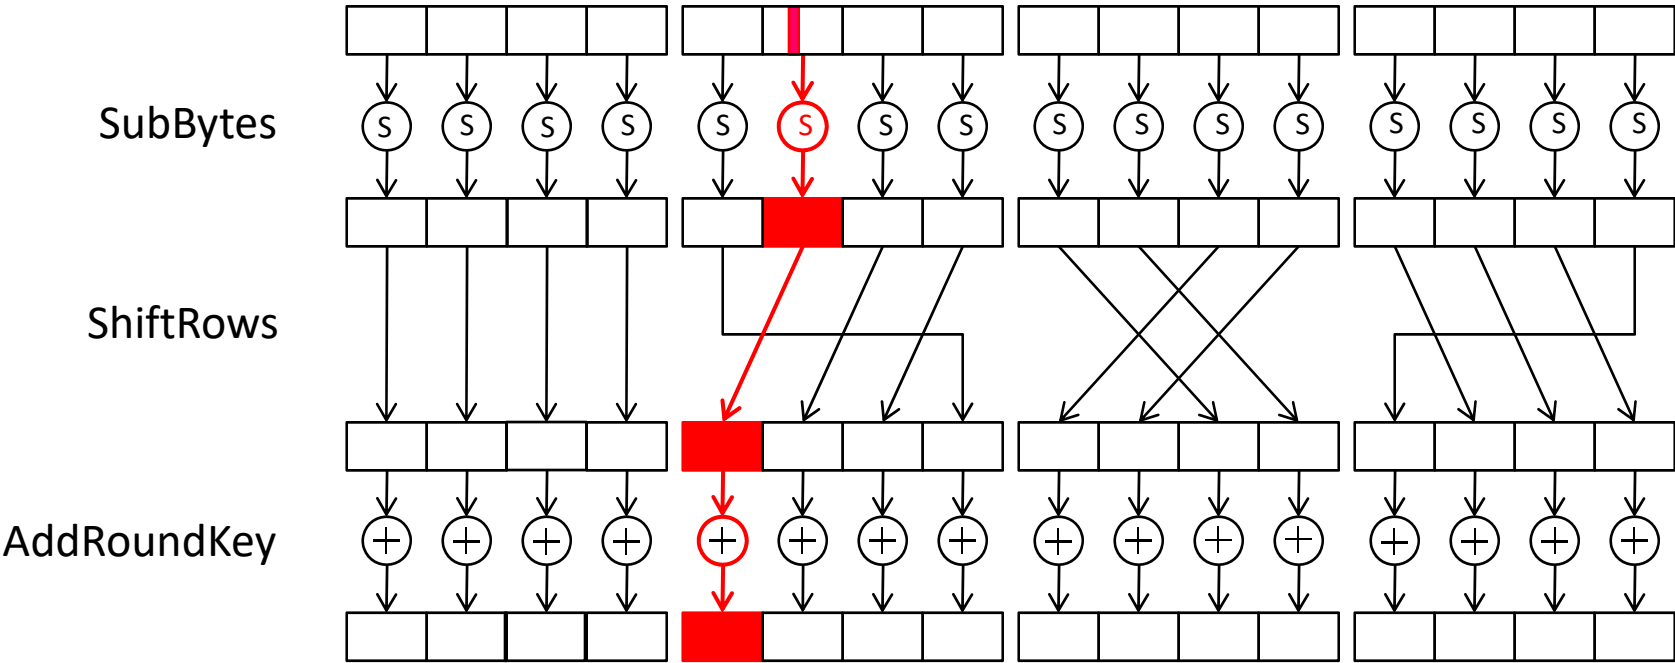 SubBytes
S S S S S S S S S S S S S S S S
ShiftRows
AddRoundKey
+ + + + + + + + + + + + + + + +